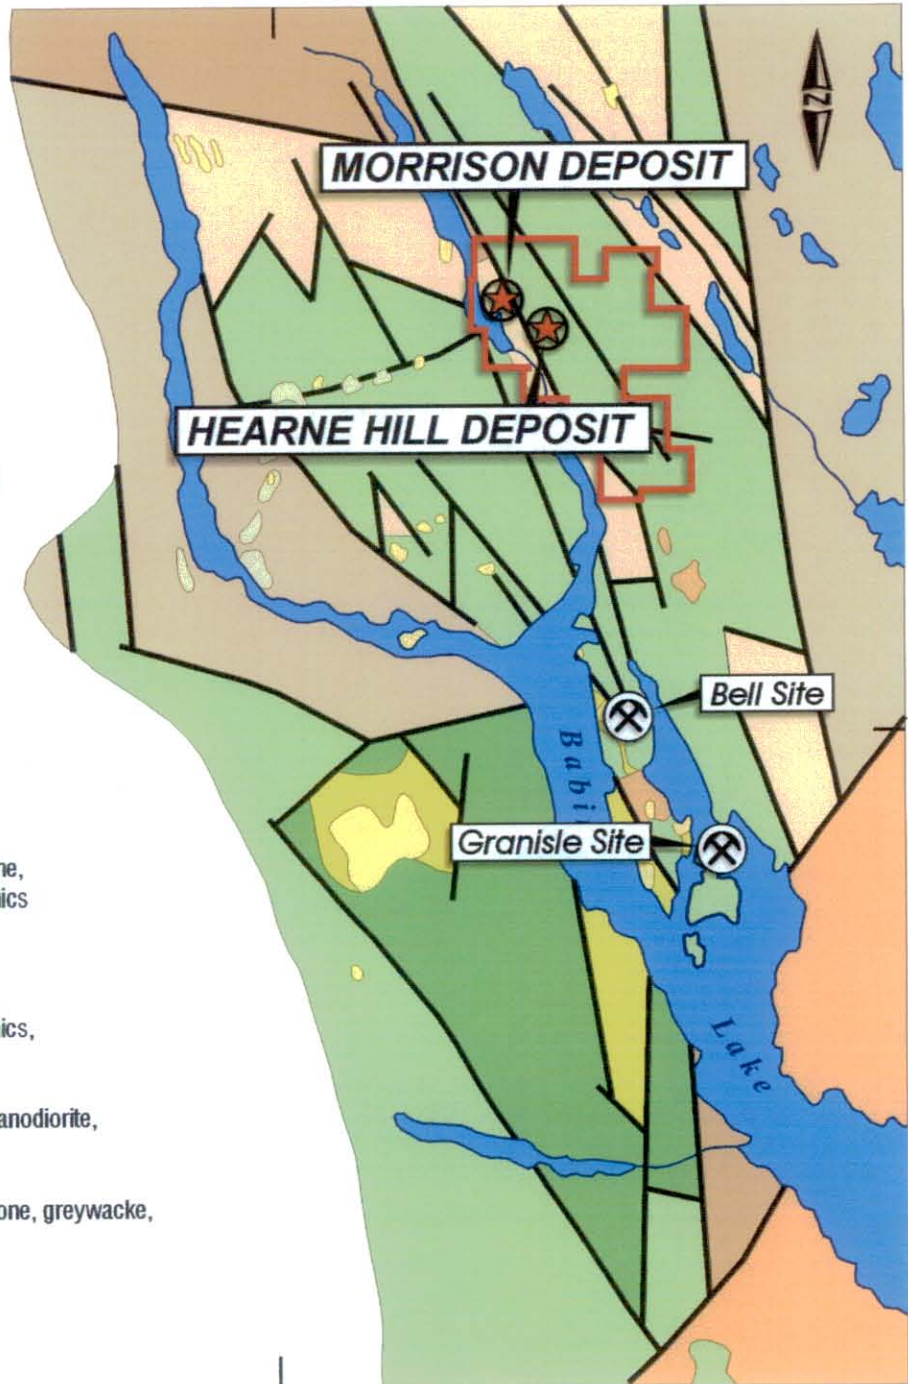 N
MORRISON DEPOSIT
HEARNE HILL DEPOSIT
Bell Site
Babi
Granisle Site
Lake
ne,
ics
ics,
anodiorite,
one, greywacke,